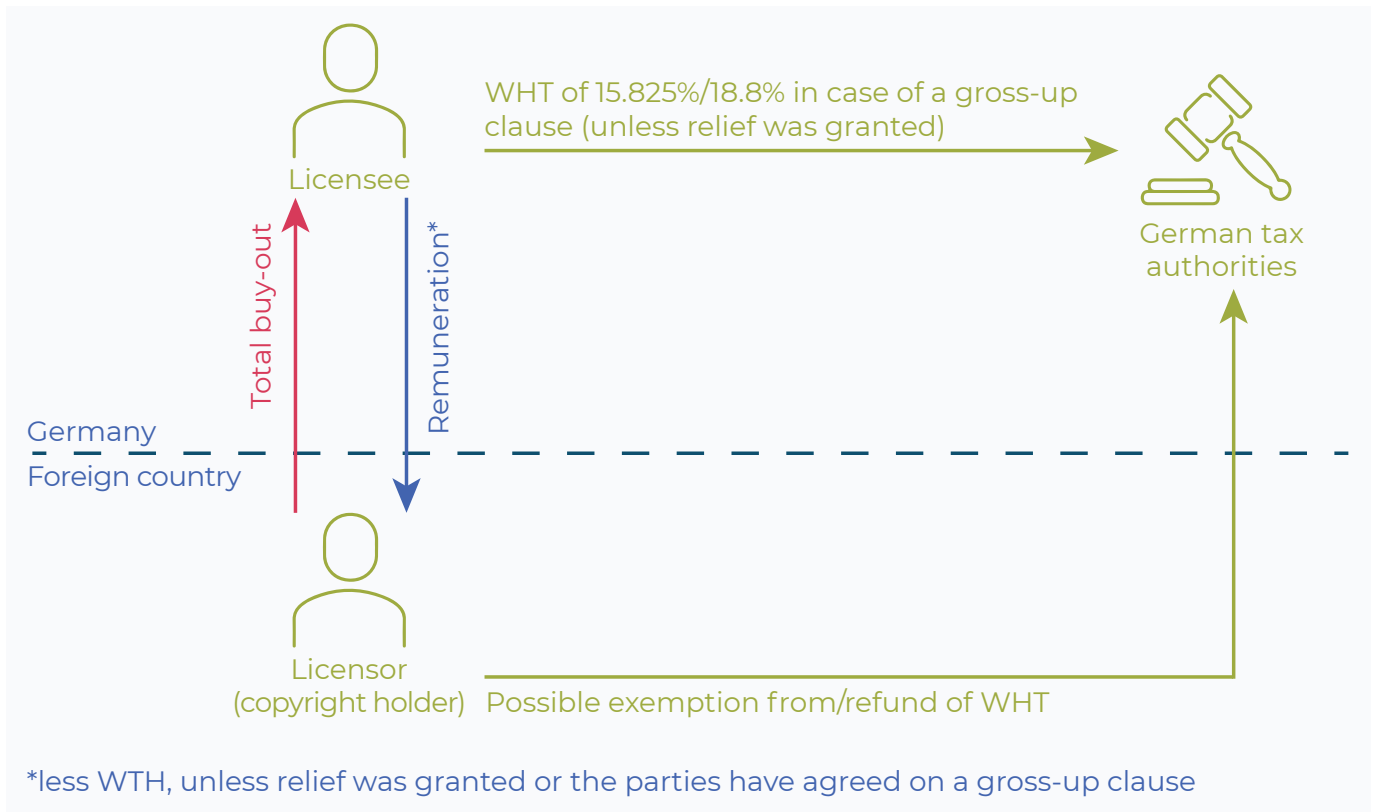 WHT of 15.825%/18.8% in case of a gross-up
clause (unless relief was granted)
Licensee
German tax
authorities
Total buy-out
Remuneration*
Germany
Foreign country
Licensor
(copyright holder)
Possible exemption from/refund of WHT
*less WTH, unless relief was granted or the parties have agreed on a gross-up clause